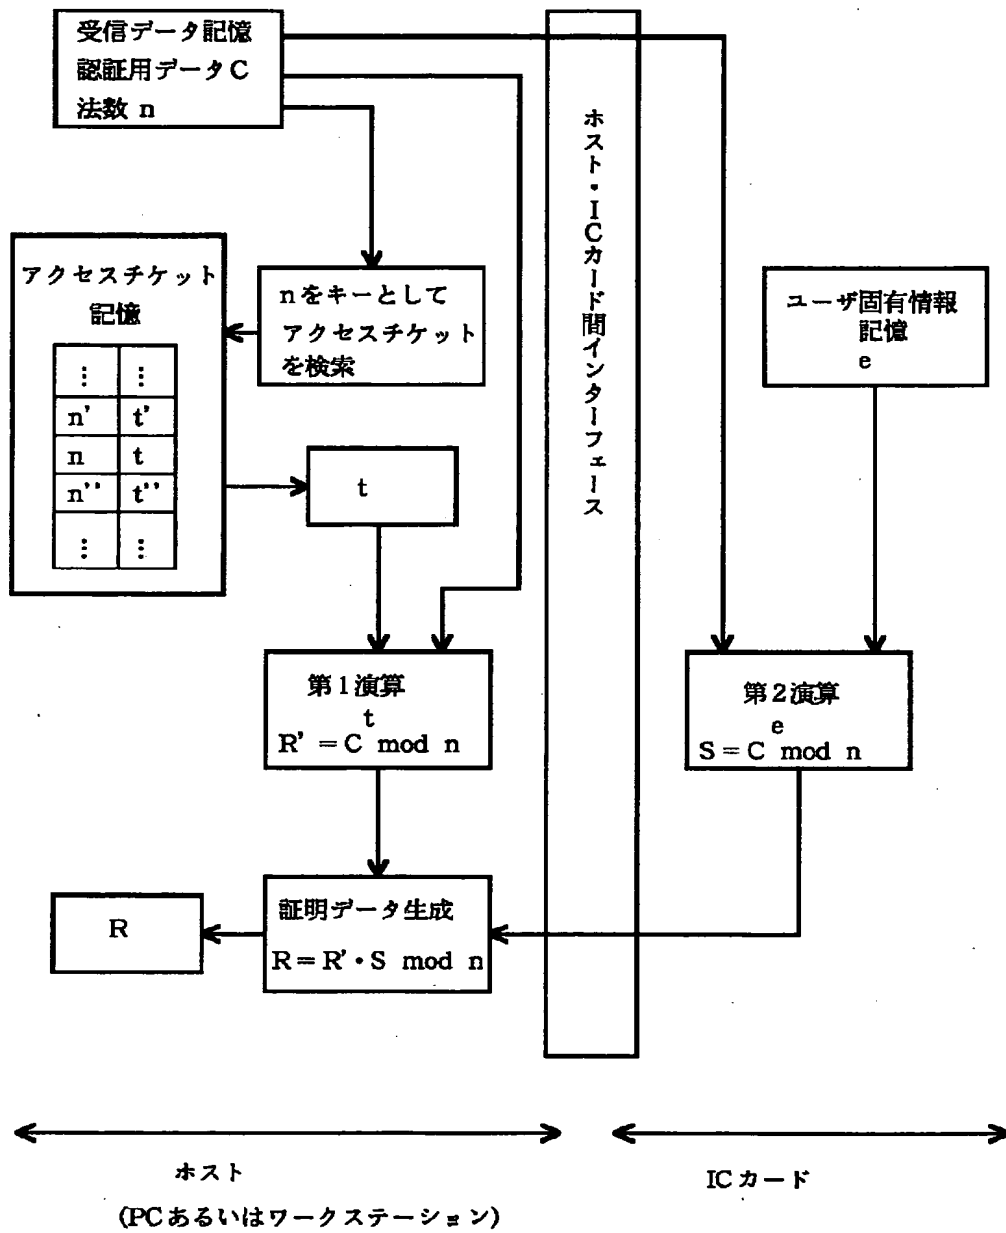 受信データ記憶
認証用データC
法数 n
ホスト・ICカード間インターフェース
アクセスチケット
記憶
⋮ ⋮
n' t'
n t
n'' t''
⋮ ⋮
nをキーとして
アクセスチケット
を検索
ユーザ固有情報
記憶
e
t
第1演算
t
R' = C mod n
第2演算
e
S = C mod n
証明データ生成
R = R'・S mod n
R
ホスト
(PCあるいはワークステーション)
ICカード